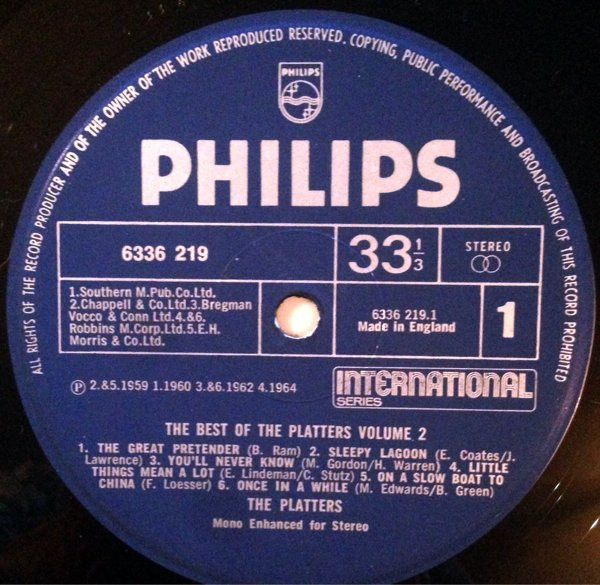 ALL RIGHTS OF THE RECORD PRODUCER AND OF THE OWNER OF THE WORK REPRODUCED RESERVED. COPYING, PUBLIC PERFORMANCE AND BROADCASTING OF THIS RECORD PROHIBITED
PHILIPS
PHILIPS
6336 219
33 1/3
STEREO
1.Southern M.Pub.Co.Ltd.
2.Chappell & Co.Ltd.3.Bregman
Vocco & Conn Ltd.4.&6.
Robbins M.Corp.Ltd.5.E.H.
Morris & Co.Ltd.
6336 219.1
Made in England
1
Ⓟ 2.&5.1959 1.1960 3.&6.1962 4.1964
INTERNATIONAL
SERIES
THE BEST OF THE PLATTERS VOLUME 2
1. THE GREAT PRETENDER (B. Ram) 2. SLEEPY LAGOON (E. Coates/J.
Lawrence) 3. YOU'LL NEVER KNOW (M. Gordon/H. Warren) 4. LITTLE
THINGS MEAN A LOT (E. Lindeman/C. Stutz) 5. ON A SLOW BOAT TO
CHINA (F. Loesser) 6. ONCE IN A WHILE (M. Edwards/B. Green)
THE PLATTERS
Mono Enhanced for Stereo